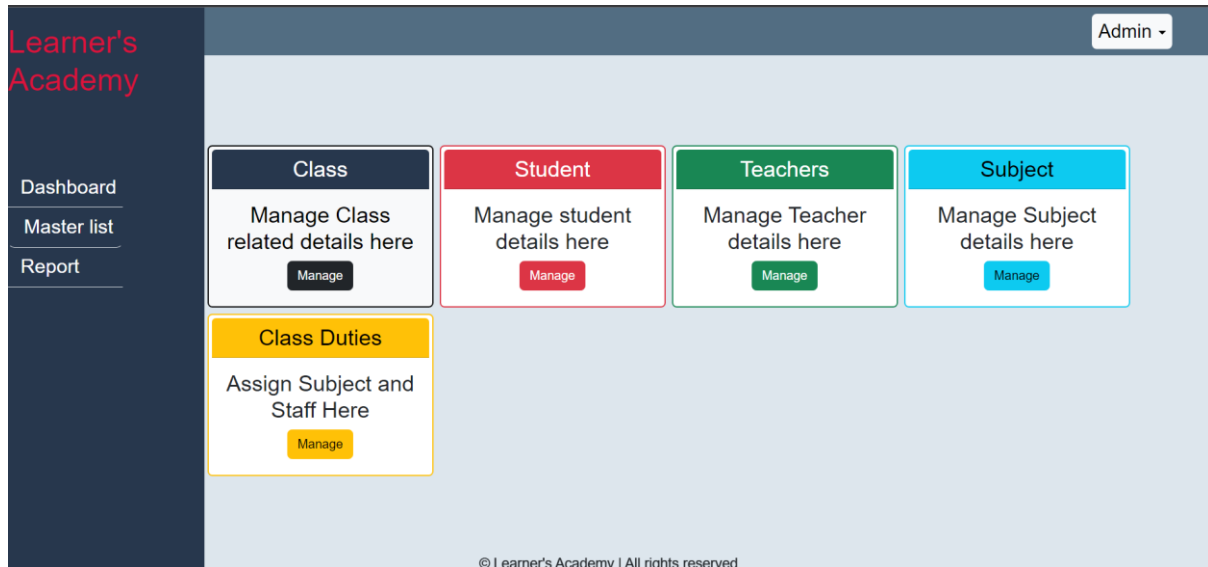 Learner's
Academy
Admin
Dashboard
Master list
Report
Class
Manage Class
related details here
Manage
Student
Manage student
details here
Manage
Teachers
Manage Teacher
details here
Manage
Subject
Manage Subject
details here
Manage
Class Duties
Assign Subject and
Staff Here
Manage
© Learner's Academy | All rights reserved